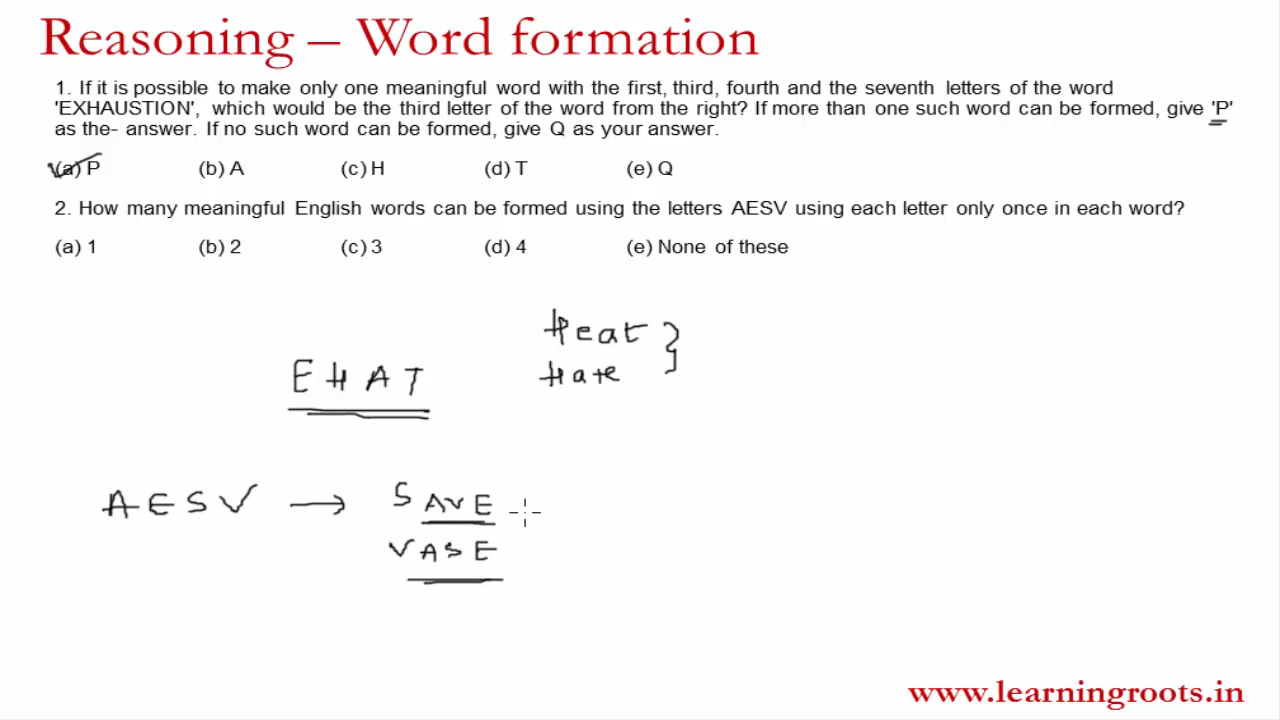 Reasoning – Word formation
1. If it is possible to make only one meaningful word with the first, third, fourth and the seventh letters of the word
'EXHAUSTION', which would be the third letter of the word from the right? If more than one such word can be formed, give 'P'
as the- answer. If no such word can be formed, give Q as your answer.
(a) P (b) A (c) H (d) T (e) Q
2. How many meaningful English words can be formed using the letters AESV using each letter only once in each word?
(a) 1 (b) 2 (c) 3 (d) 4 (e) None of these
Heat }
EHAT Hate
AESV → SAVE
VASE
www.learningroots.in